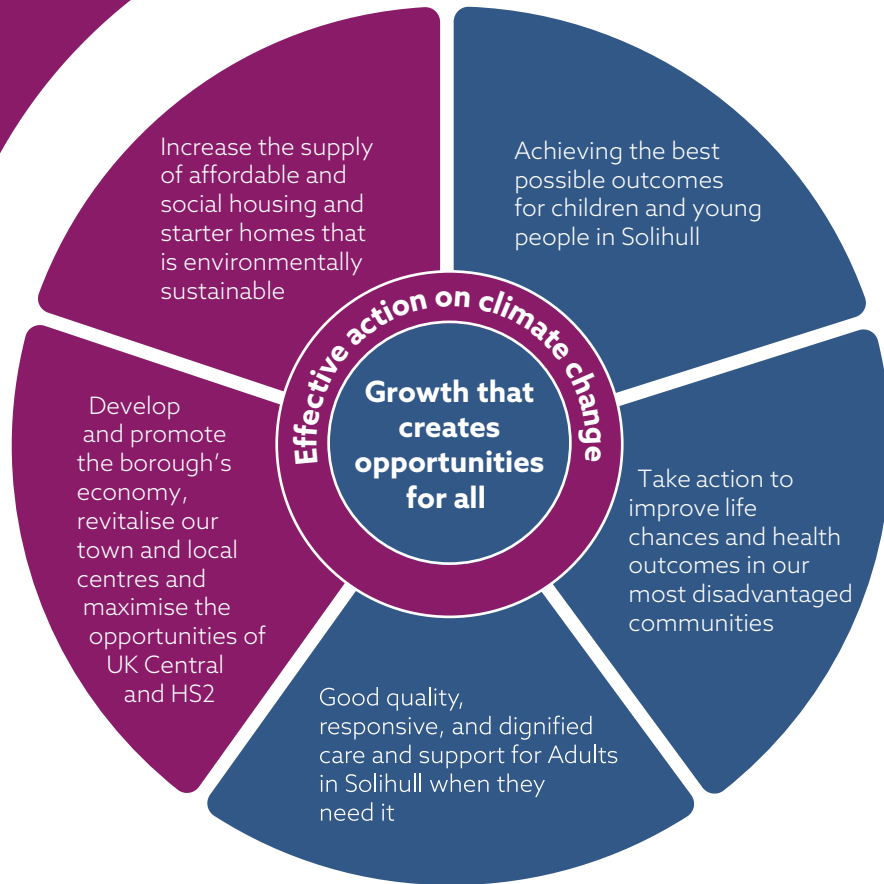 Increase the supply
of affordable and
social housing and
starter homes that
is environmentally
sustainable
Achieving the best
possible outcomes
for children and young
people in Solihull
Effective action on climate change
Growth that
creates
opportunities
for all
Develop
and promote
the borough's
economy,
revitalise our
town and local
centres and
maximise the
opportunities of
UK Central
and HS2
Take action to
improve life
chances and health
outcomes in our
most disadvantaged
communities
Good quality,
responsive, and dignified
care and support for Adults
in Solihull when they
need it